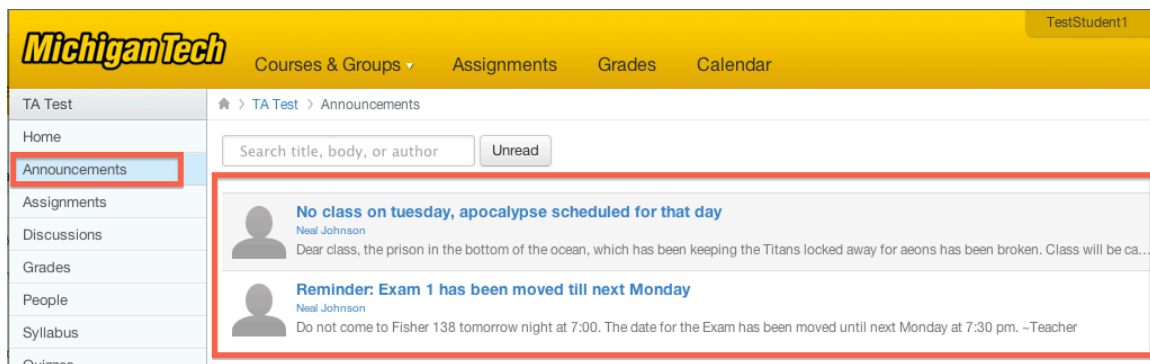 TestStudent1
MichiganTech
Courses & Groups Assignments Grades Calendar
TA Test
TA Test > Announcements
Home
Search title, body, or author Unread
Announcements
Assignments
Discussions
Grades
People
Syllabus
Quizzes
No class on tuesday, apocalypse scheduled for that day
Neal Johnson
Dear class, the prison in the bottom of the ocean, which has been keeping the Titans locked away for aeons has been broken. Class will be ca...
Reminder: Exam 1 has been moved till next Monday
Neal Johnson
Do not come to Fisher 138 tomorrow night at 7:00. The date for the Exam has been moved until next Monday at 7:30 pm. ~Teacher